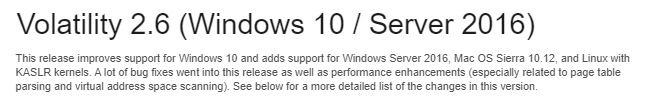 Volatility 2.6 (Windows 10 / Server 2016)
This release improves support for Windows 10 and adds support for Windows Server 2016, Mac OS Sierra 10.12, and Linux with
KASLR kernels. A lot of bug fixes went into this release as well as performance enhancements (especially related to page table
parsing and virtual address space scanning). See below for a more detailed list of the changes in this version.